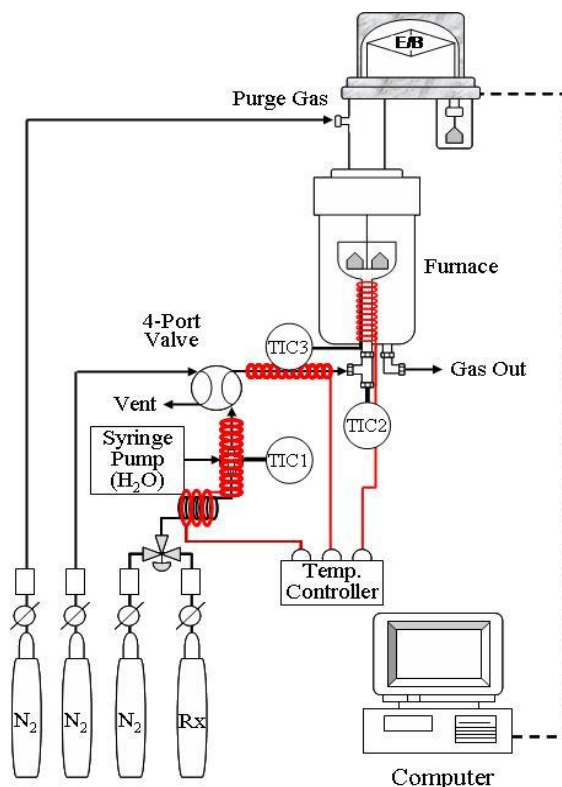 E/B
Purge Gas
Furnace
4-Port
Valve
TIC3
Gas Out
Vent
TIC2
Syringe
Pump
(H₂O)
TIC1
Temp.
Controller
N₂
N₂
N₂
Rx
Computer